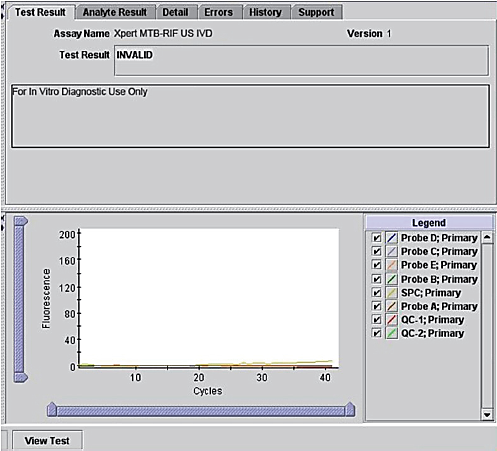 Test Result Analyte Result Detail Errors History Support
Assay Name Xpert MTB-RIF US IVD Version 1
Test Result INVALID
For In Vitro Diagnostic Use Only
Legend
Probe D; Primary
Probe C; Primary
Probe E; Primary
Probe B; Primary
SPC; Primary
Probe A; Primary
QC-1; Primary
QC-2; Primary
Fluorescence
200
160
120
80
40
0
10 20 30 40
Cycles
View Test